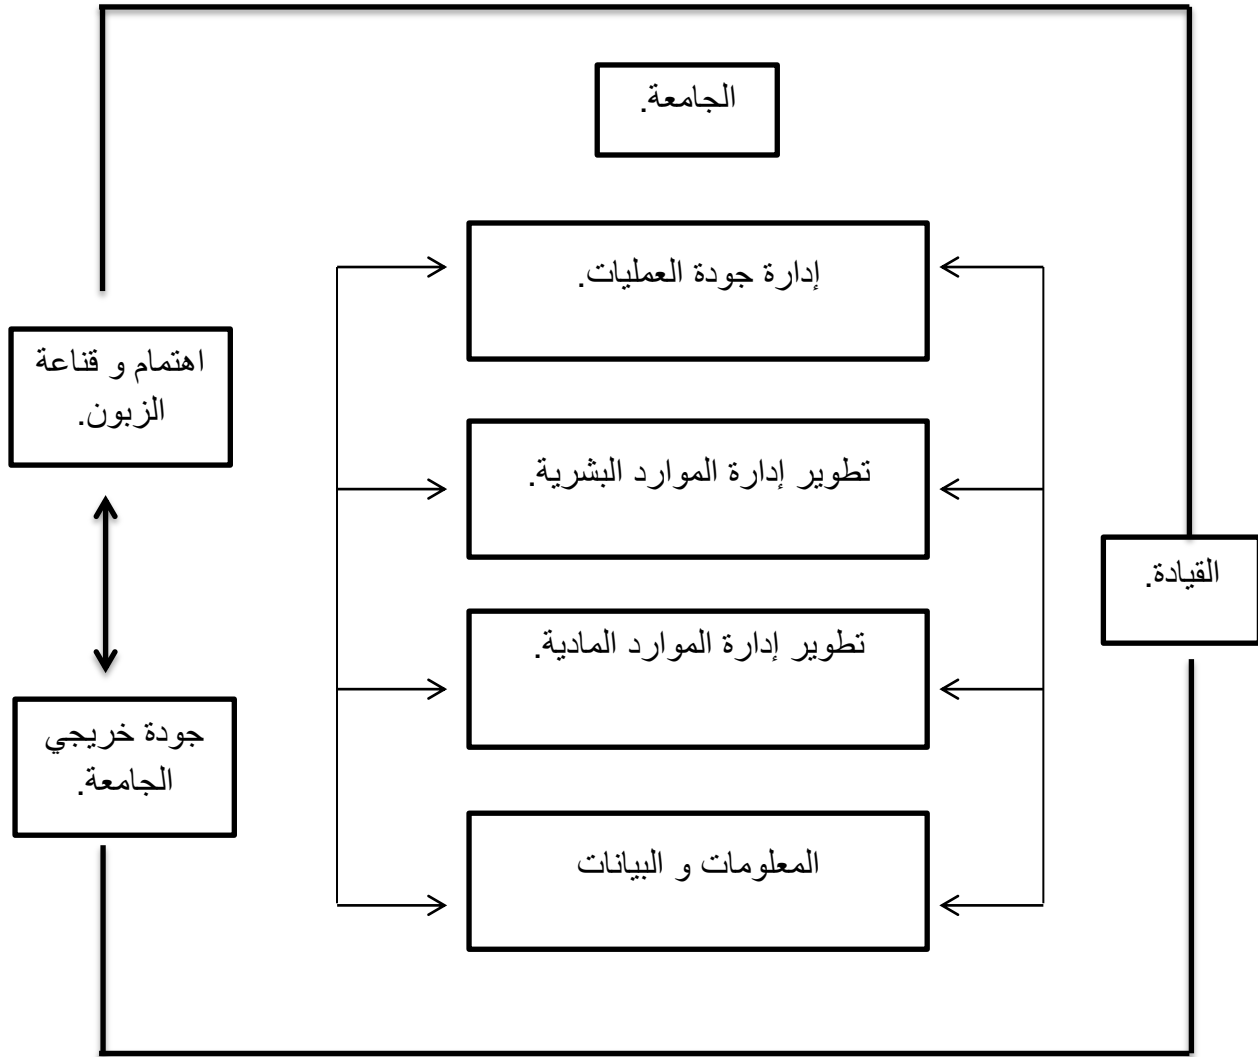 الجامعة.
إدارة جودة العمليات.
اهتمام و قناعة
الزبون.
تطوير إدارة الموارد البشرية.
القيادة.
تطوير إدارة الموارد المادية.
جودة خريجي
الجامعة.
المعلومات و البيانات